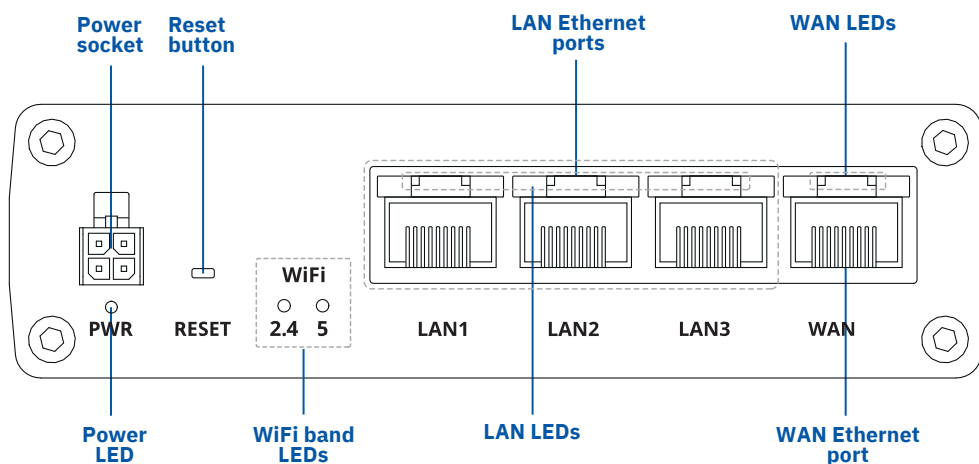 Power
socket
Reset
button
LAN Ethernet
ports
WAN LEDs
WiFi
2.4 5
PWR
RESET
LAN1
LAN2
LAN3
WAN
Power
LED
WiFi band
LEDs
LAN LEDs
WAN Ethernet
port